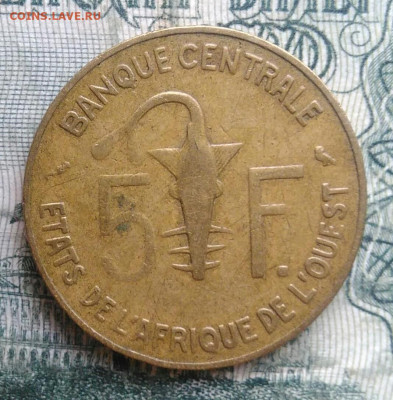 COINS.LAVE.RU
BANQUE CENTRALE
5 F.
ETATS DE L'AFRIQUE DE L'OUEST